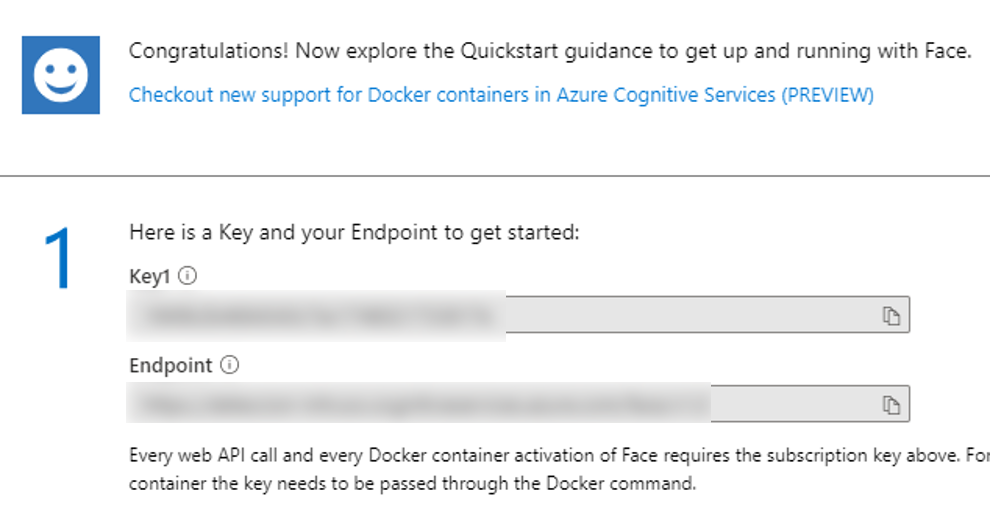 Congratulations! Now explore the Quickstart guidance to get up and running with Face.
Checkout new support for Docker containers in Azure Cognitive Services (PREVIEW)
1
Here is a Key and your Endpoint to get started:
Key1
Endpoint
Every web API call and every Docker container activation of Face requires the subscription key above. For
container the key needs to be passed through the Docker command.